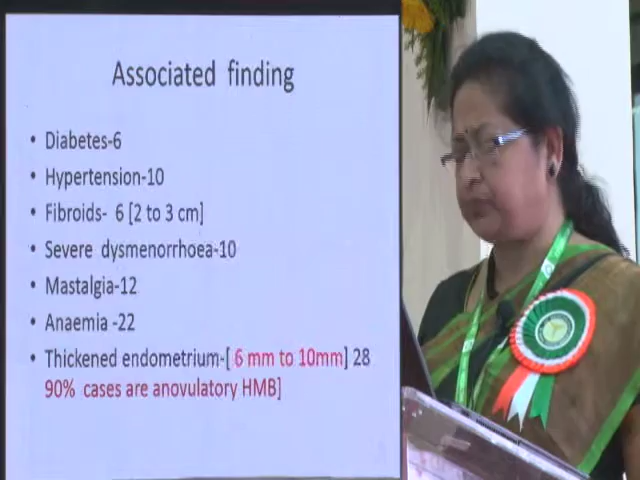 Associated finding
• Diabetes-6
• Hypertension-10
• Fibroids- 6 [2 to 3 cm]
• Severe dysmenorrhoea-10
• Mastalgia-12
• Anaemia -22
• Thickened endometrium-[ 6 mm to 10mm] 28
90% cases are anovulatory HMB]